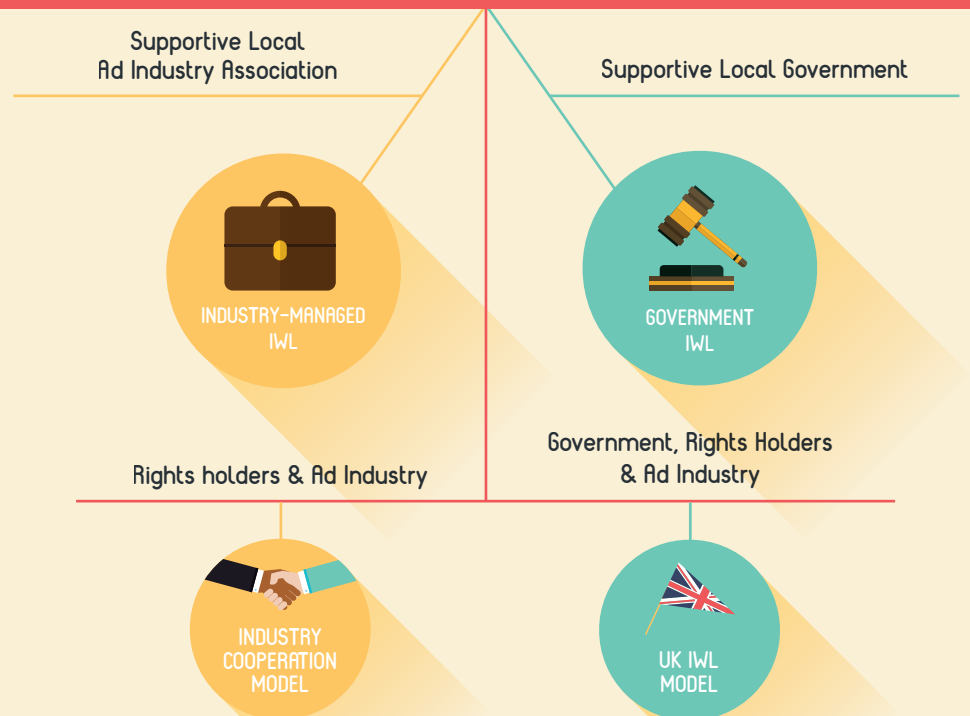 Supportive Local
Ad Industry Association
Supportive Local Government
INDUSTRY-MANAGED
IWL
GOVERNMENT
IWL
Rights holders & Ad Industry
Government, Rights Holders
& Ad Industry
INDUSTRY
COOPERATION
MODEL
UK IWL
MODEL